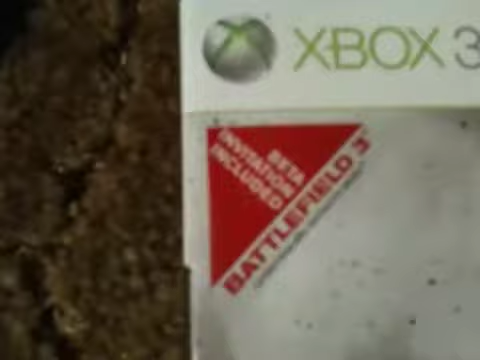 XBOX 3
BETA
INVITATION
INCLUDED
BATTLEFIELD 3